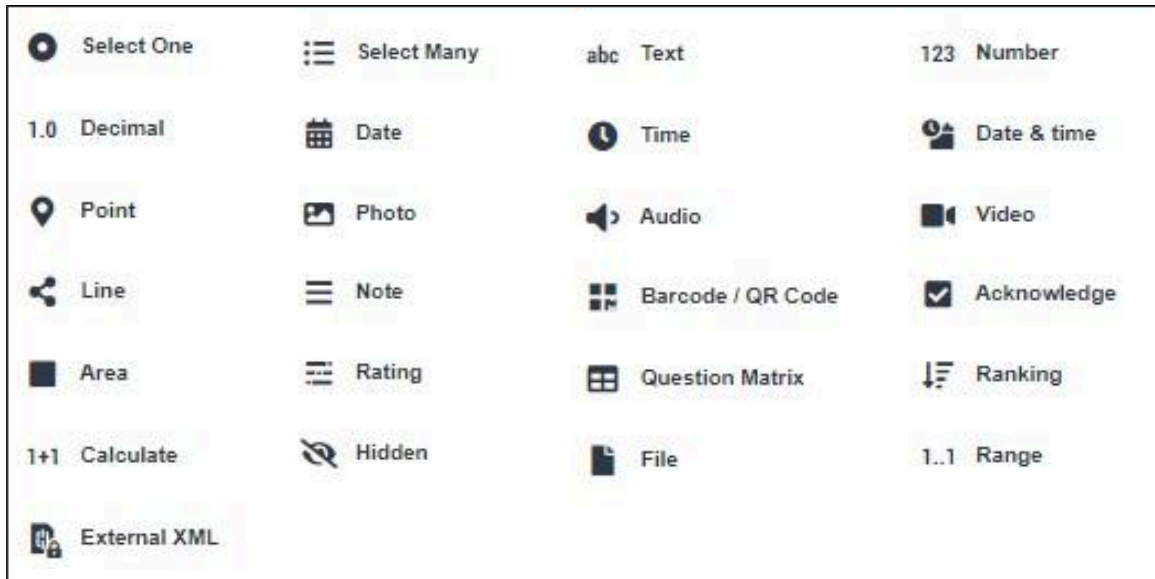 Select One Select Many abc Text 123 Number
1.0 Decimal Date Time Date & time
Point Photo Audio Video
Line Note Barcode / QR Code Acknowledge
Area Rating Question Matrix Ranking
1+1 Calculate Hidden File 1..1 Range
External XML